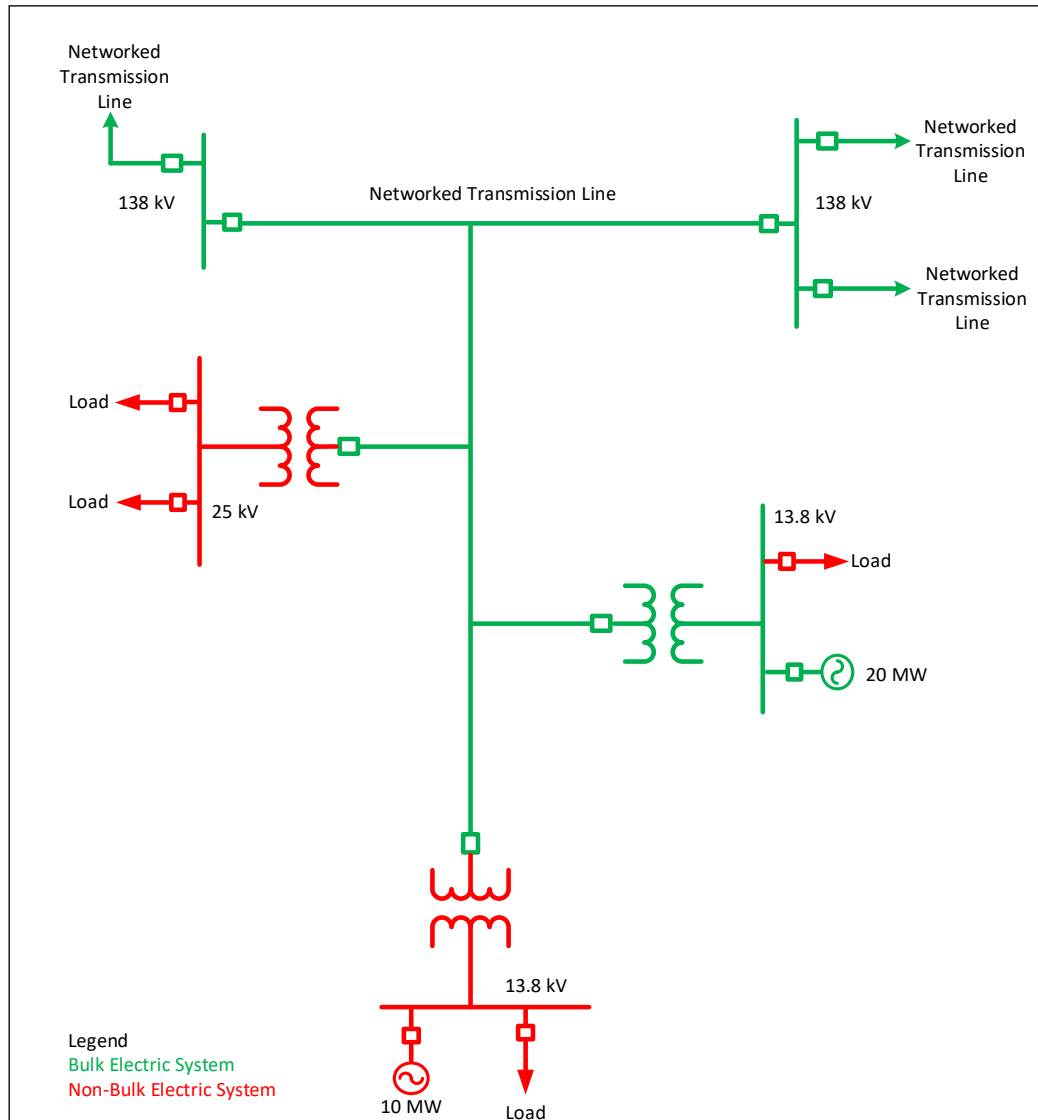 Networked
Transmission
Line
138 kV
Networked Transmission Line
Networked
Transmission
Line
138 kV
Networked
Transmission
Line
Load
Load
25 kV
13.8 kV
Load
20 MW
13.8 kV
10 MW
Load
Legend
Bulk Electric System
Non-Bulk Electric System